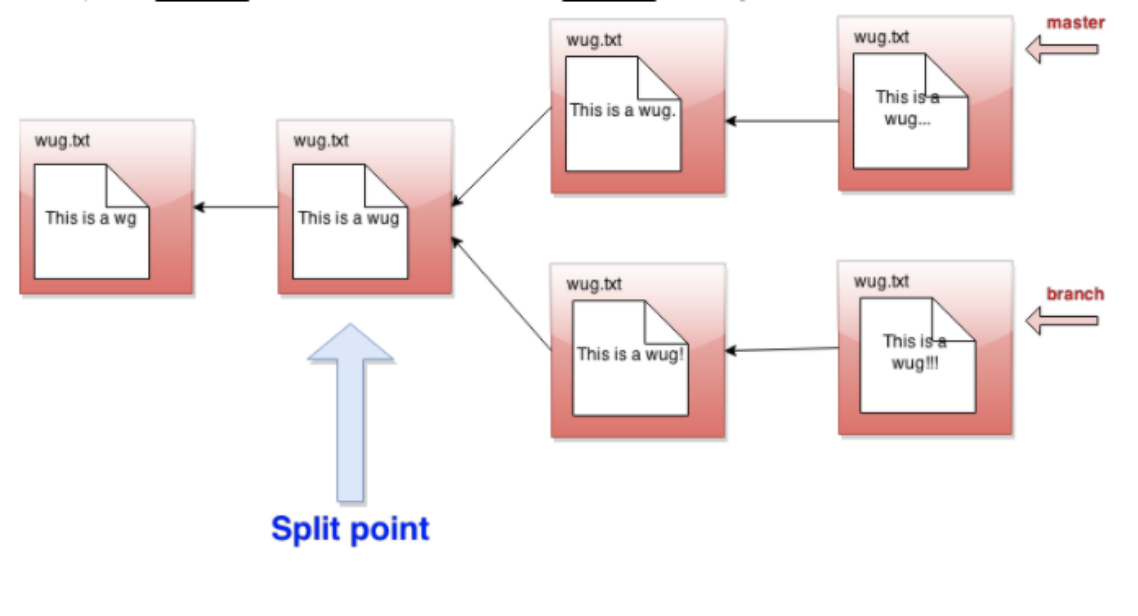 wug.txt
This is a wg
wug.txt
This is a wug
wug.txt
This is a wug.
wug.txt
This is a
wug...
master
wug.txt
This is a wug!
wug.txt
This is a
wug!!!
branch
Split point